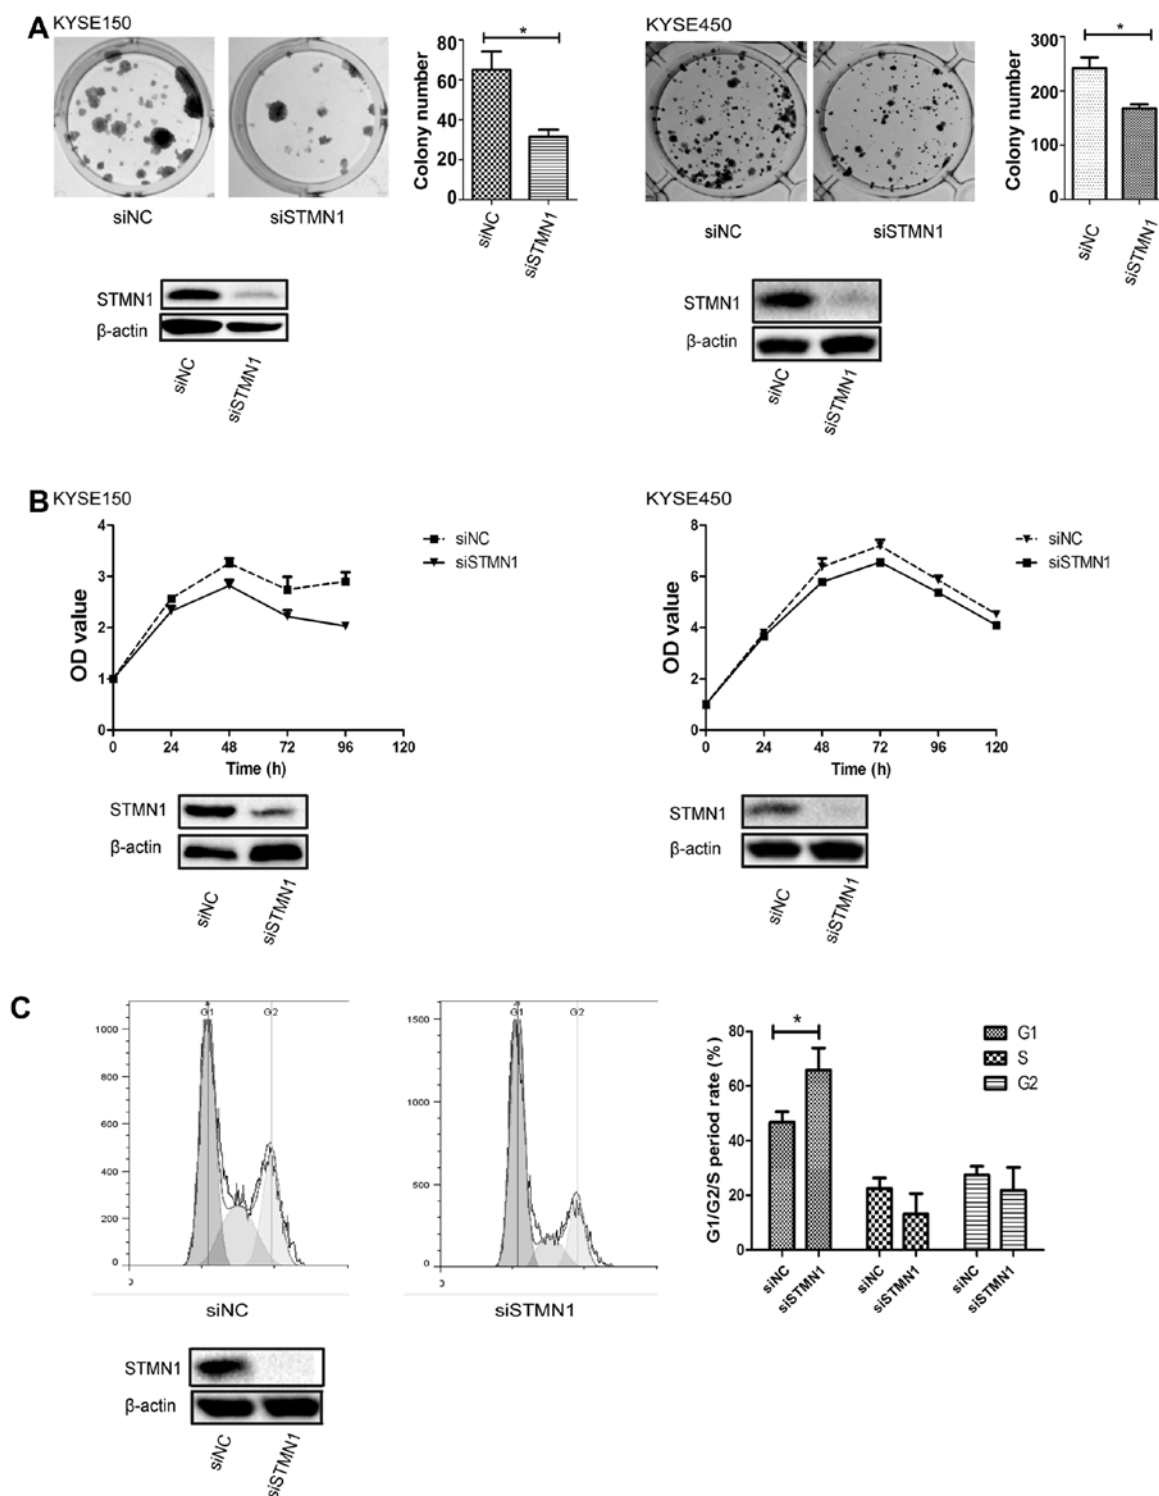 A
KYSE150
KYSE450
*
*
80
60
40
20
0
Colony number
siNC
siSTMN1
siNC
siSTMN1
300
200
100
0
Colony number
siNC
siSTMN1
siNC
siSTMN1
STMN1
β-actin
siNC
siSTMN1
STMN1
β-actin
siNC
siSTMN1
B
KYSE150
KYSE450
4
3
2
1
0
OD value
0 24 48 72 96 120
Time (h)
siNC
siSTMN1
8
6
4
2
0
OD value
0 24 48 72 96 120
Time (h)
siNC
siSTMN1
STMN1
β-actin
siNC
siSTMN1
STMN1
β-actin
siNC
siSTMN1
C
G1 G2
1000
800
600
400
200
0
siNC
G1 G2
1500
1000
500
0
siSTMN1
*
80
60
40
20
0
G1/G2/S period rate (%)
G1
S
G2
siNC
siSTMN1
siNC
siSTMN1
siNC
siSTMN1
STMN1
β-actin
siNC
siSTMN1